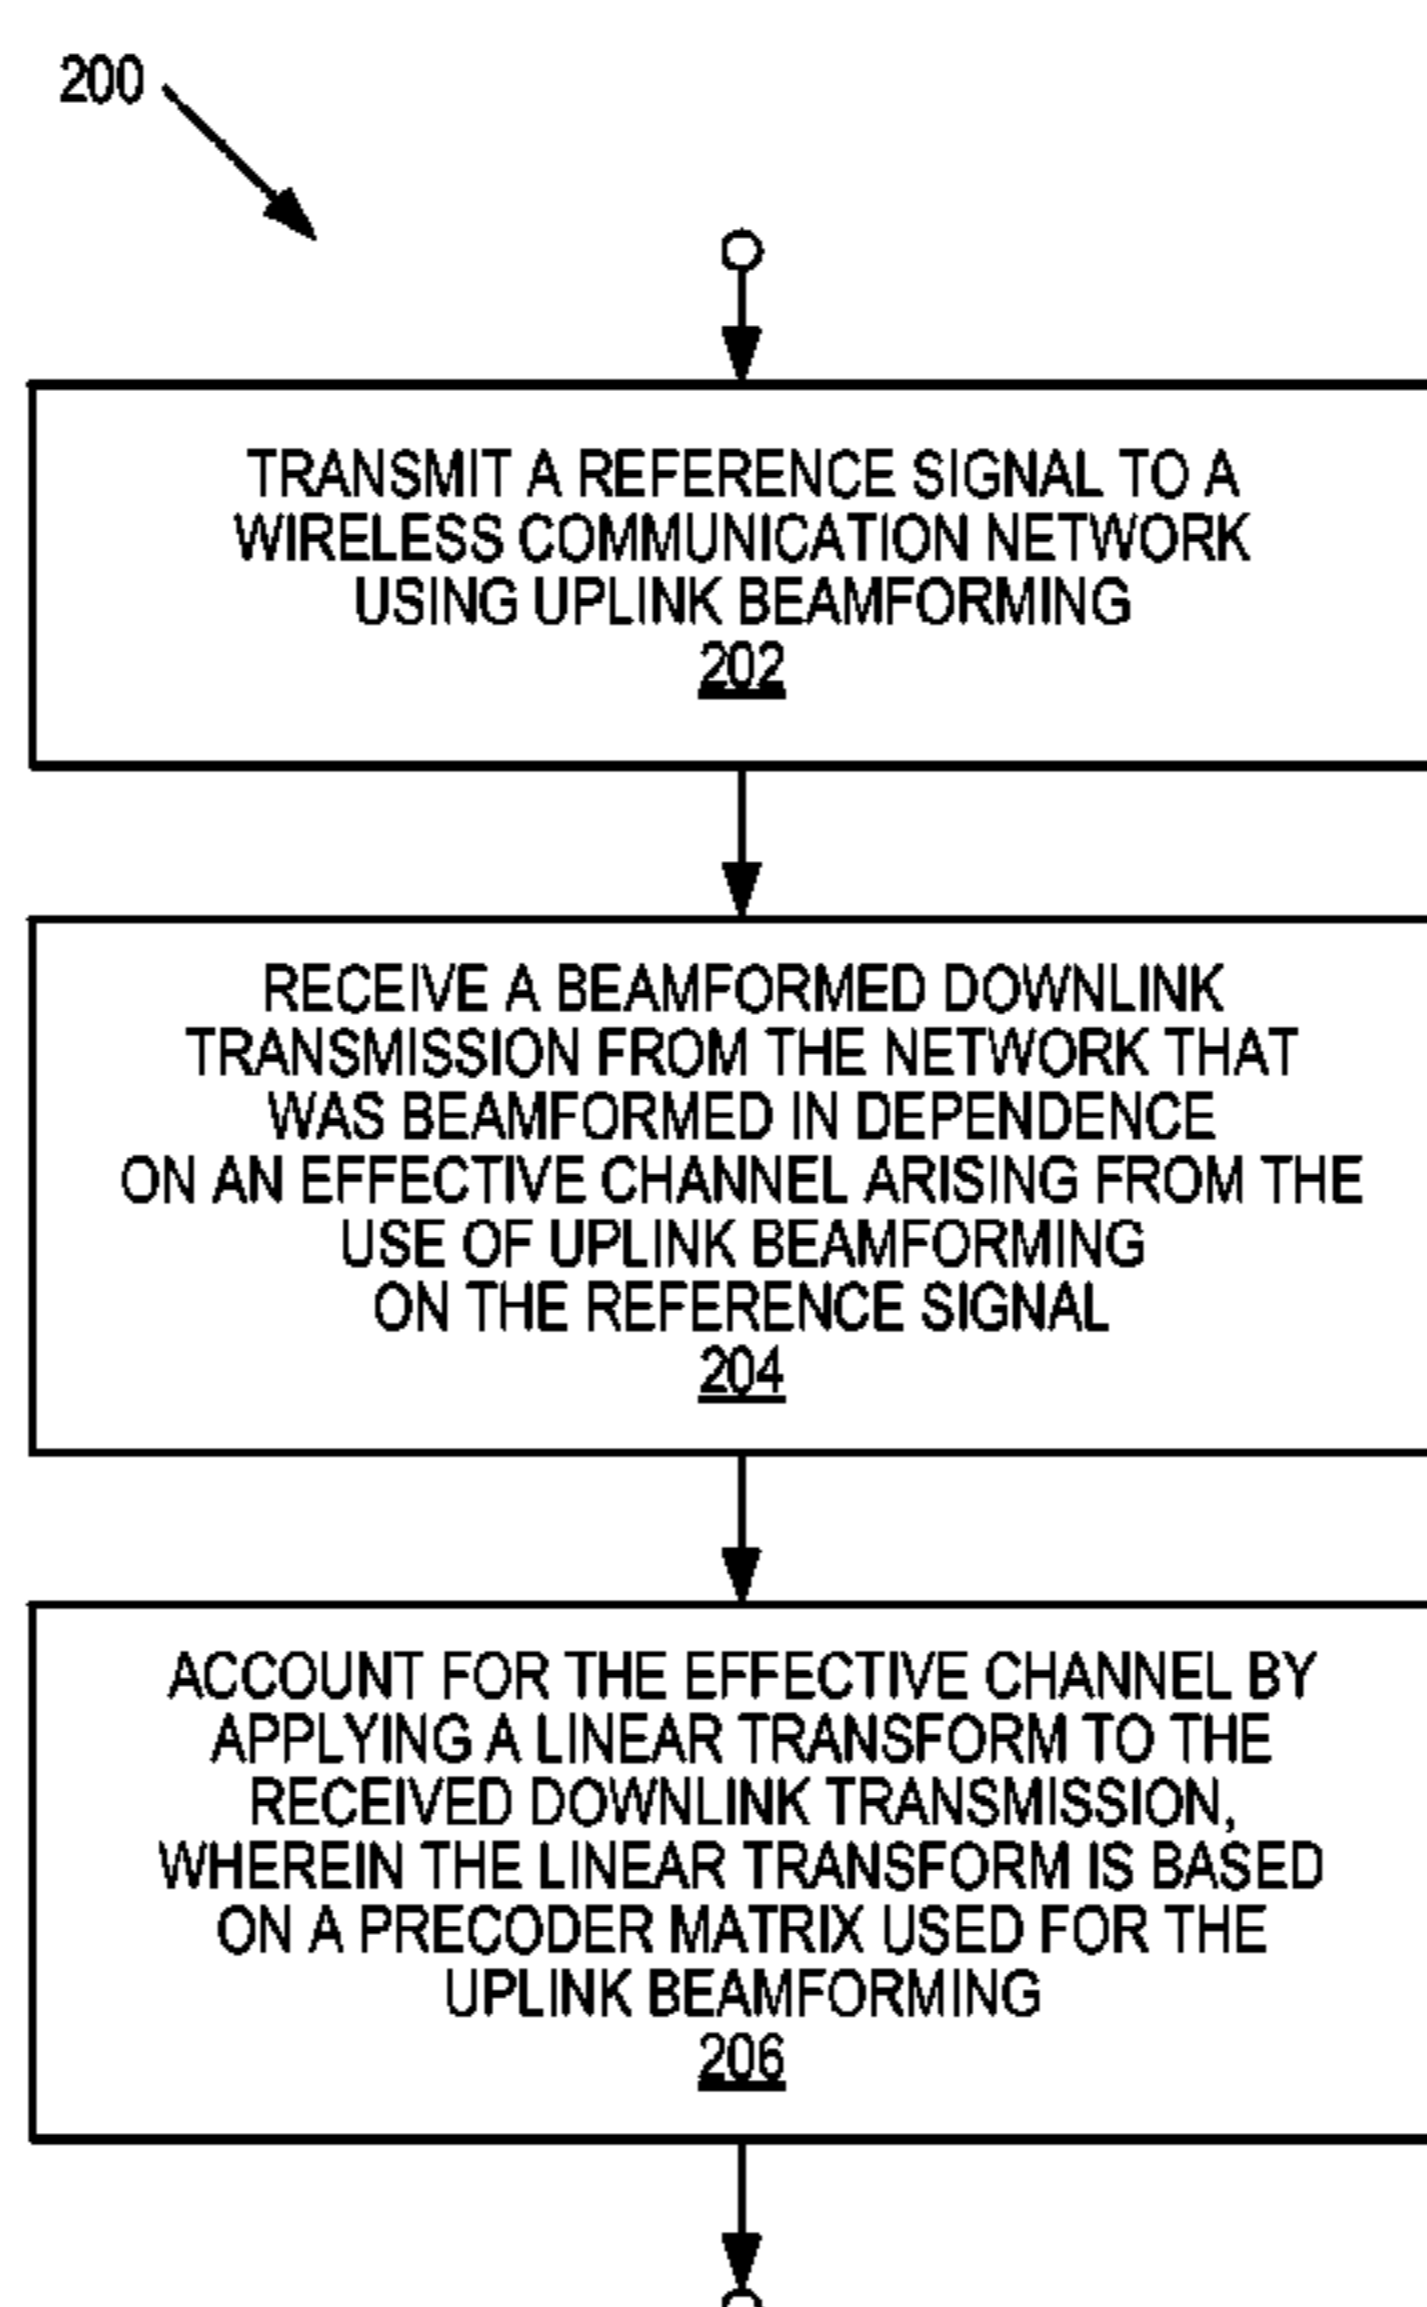 200
TRANSMIT A REFERENCE SIGNAL TO A
WIRELESS COMMUNICATION NETWORK
USING UPLINK BEAMFORMING
202
RECEIVE A BEAMFORMED DOWNLINK
TRANSMISSION FROM THE NETWORK THAT
WAS BEAMFORMED IN DEPENDENCE
ON AN EFFECTIVE CHANNEL ARISING FROM THE
USE OF UPLINK BEAMFORMING
ON THE REFERENCE SIGNAL
204
ACCOUNT FOR THE EFFECTIVE CHANNEL BY
APPLYING A LINEAR TRANSFORM TO THE
RECEIVED DOWNLINK TRANSMISSION,
WHEREIN THE LINEAR TRANSFORM IS BASED
ON A PRECODER MATRIX USED FOR THE
UPLINK BEAMFORMING
206